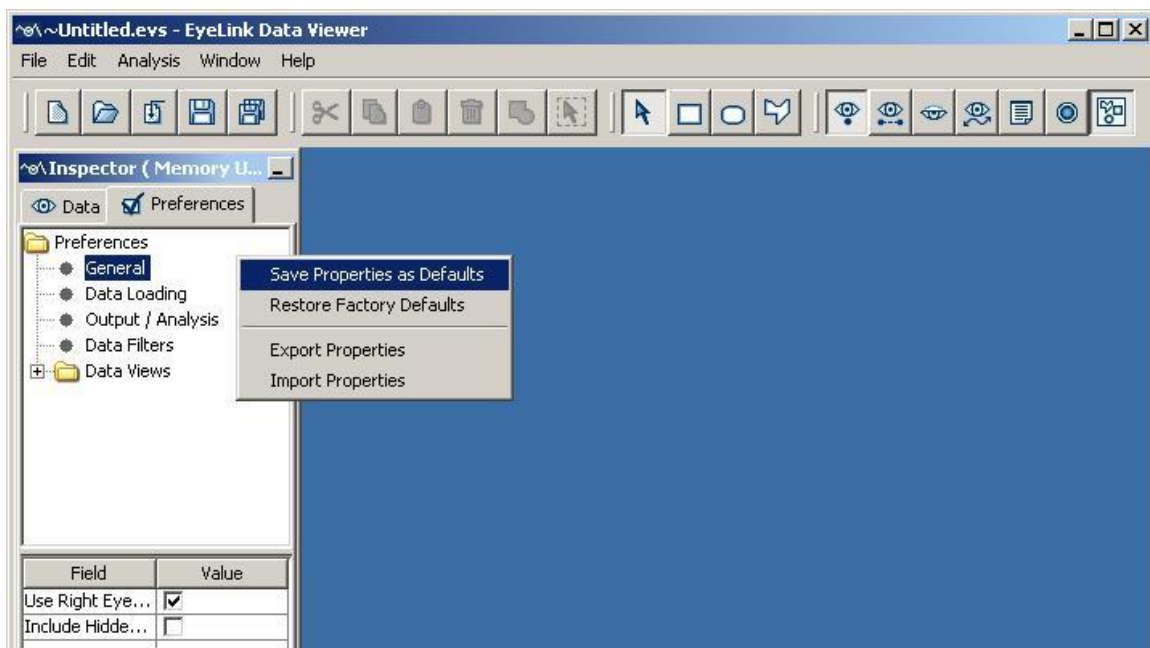 ~Untitled.evs - EyeLink Data Viewer
File Edit Analysis Window Help
Inspector ( Memory U...
Data Preferences
Preferences
General
Data Loading
Output / Analysis
Data Filters
Data Views
Save Properties as Defaults
Restore Factory Defaults
Export Properties
Import Properties
Field Value
Use Right Eye...
Include Hidde...